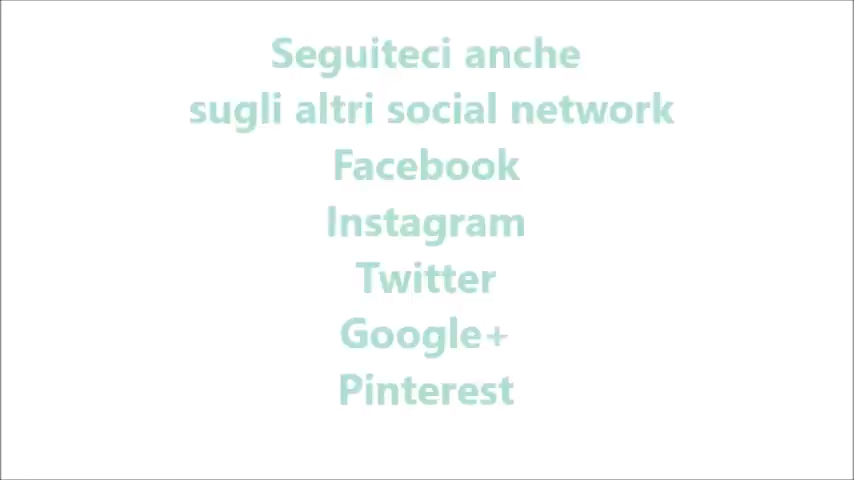 Seguiteci anche
sugli altri social network
Facebook
Instagram
Twitter
Google+
Pinterest